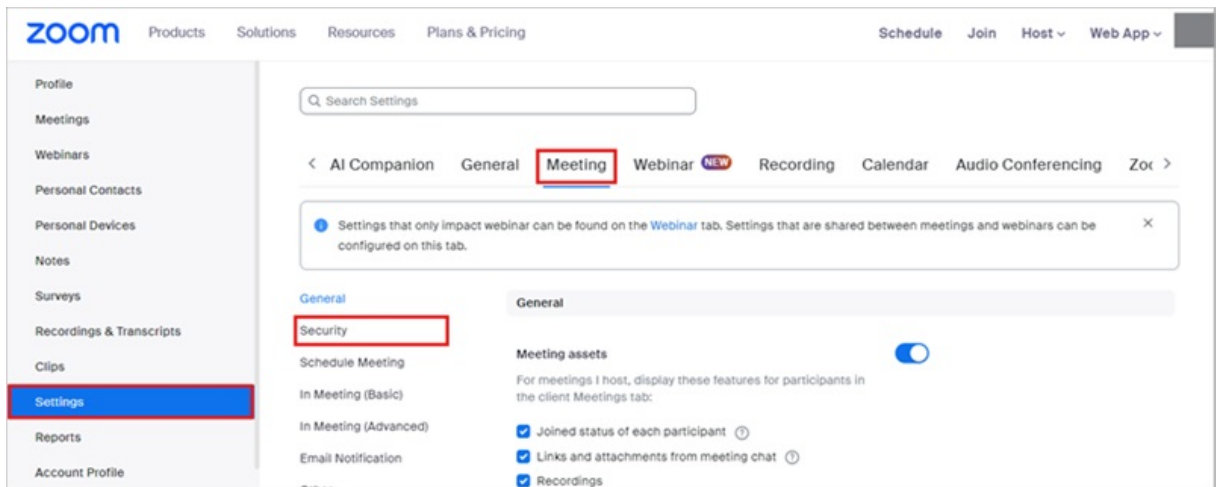 zoom Products Solutions Resources Plans & Pricing Schedule Join Host Web App
Profile
Meetings
Webinars
Personal Contacts
Personal Devices
Notes
Surveys
Recordings & Transcripts
Clips
Settings
Reports
Account Profile
Search Settings
AI Companion General Meeting Webinar NEW Recording Calendar Audio Conferencing Zoo
Settings that only impact webinar can be found on the Webinar tab. Settings that are shared between meetings and webinars can be
configured on this tab.
General
Security
Schedule Meeting
In Meeting (Basic)
In Meeting (Advanced)
Email Notification
General
Meeting assets
For meetings I host, display these features for participants in
the client Meetings tab:
Joined status of each participant
Links and attachments from meeting chat
Recordings